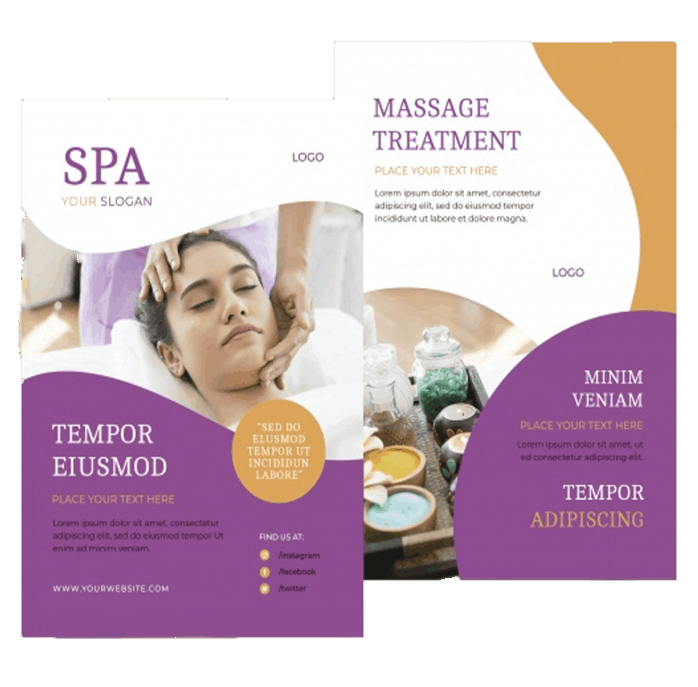 SPA
YOUR SLOGAN
LOGO
TEMPOR
EIUSMOD
PLACE YOUR TEXT HERE
Lorem ipsum dolor sit amet, consectetur
adipiscing elit, sed do eiusmod tempor Ut
enim ad minim veniam.
WWW.YOURWEBSITE.COM
"SED DO
EIUSMOD
TEMPOR UT
INCIDIDUN
LABORE"
FIND US AT:
/instagram
/facebook
/twitter
MASSAGE
TREATMENT
PLACE YOUR TEXT HERE
Lorem ipsum dolor sit amet, consectetur
adipiscing elit, sed do eiusmod tempor
incididunt ut labore et dolore magna.
LOGO
MINIM
VENIAM
PLACE YOUR TEXT HERE
Lorem ipsum dolor sit amet, ut
ed consectetur adipiscing elit.
TEMPOR
ADIPISCING